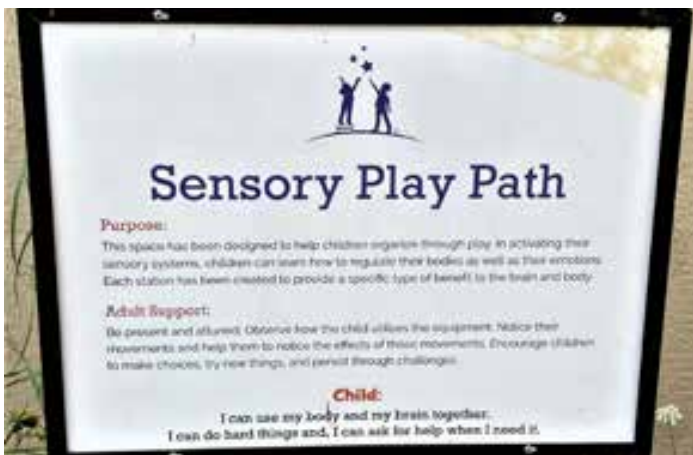 Sensory Play Path
Purpose:
This space has been designed to help children organize through play. In activating their
sensory systems, children can learn how to regulate their bodies as well as their emotions.
Each station has been created to provide a specific type of benefit to the brain and body.
Adult Support:
Be present and attuned. Observe how the child utilizes the equipment. Notice their
movements and help them to notice the effects of those movements. Encourage children
to make choices, try new things, and persist through challenges.
Child:
I can use my body and my brain together.
I can do hard things and, I can ask for help when I need it.